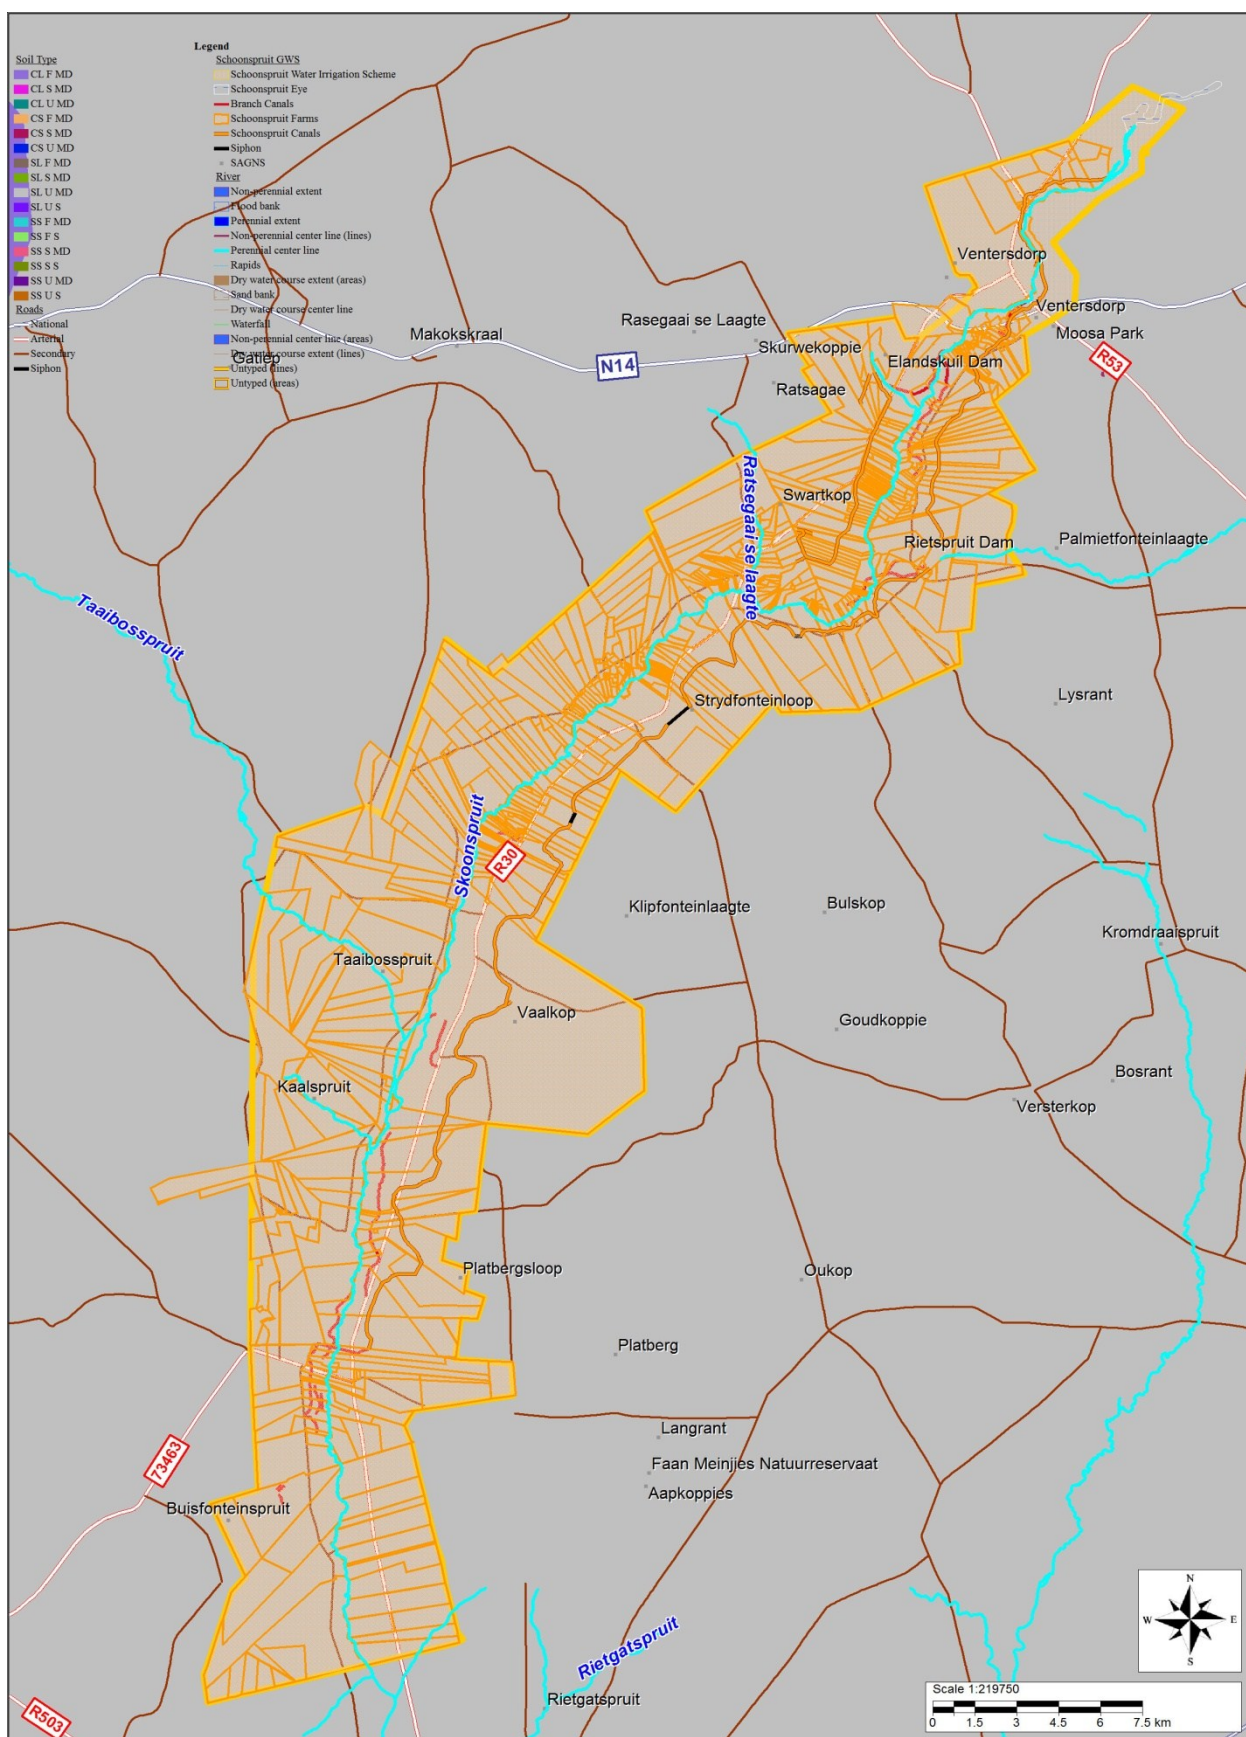 Legend
Soil Type
CL F MD
CL S MD
CL U MD
CS F MD
CS S MD
CS U MD
SL F MD
SL S MD
SL U MD
SL U S
SS F MD
SS F S
SS S MD
SS S S
SS U MD
SS U S
Roads
National
Arterial
Secondary
Siphon
Schoonspruit GWS
Schoonspruit Water Irrigation Scheme
Schoonspruit Eye
Branch Canals
Schoonspruit Farms
Schoonspruit Canals
Siphon
SAGNS
River
Non-perennial extent
Flood bank
Perennial extent
Non-perennial center line (lines)
Perennial center line
Rapids
Dry water course extent (areas)
Sand bank
Dry water course center line
Waterfall
Non-perennial center line (areas)
Dry water course extent (lines)
Untyped (lines)
Untyped (areas)
Ventersdorp
Ventersdorp
Moosa Park
Rasegaai se Laagte
Makokskraal
Skurwekoppie
Gatiep
N14
Elandskuil Dam
R53
Ratsagae
Ratsegaai se laagte
Swartkop
Rietspruit Dam
Palmietfonteinlaagte
Taaibosspruit
Strydfonteinloop
Lysrant
Skoonspruit
R30
Klipfonteinlaagte
Bulskop
Kromdraaispruit
Taaibosspruit
Vaalkop
Goudkoppie
Kaalspruit
Bosrant
Versterkop
Platbergsloop
Oukop
Platberg
Langrant
73463
Faan Meinjies Natuurreservaat
Aapkoppies
Buisfonteinspruit
Rietgatspruit
Rietgatspruit
R503
N
W E
S
Scale 1:219750
0 1.5 3 4.5 6 7.5 km